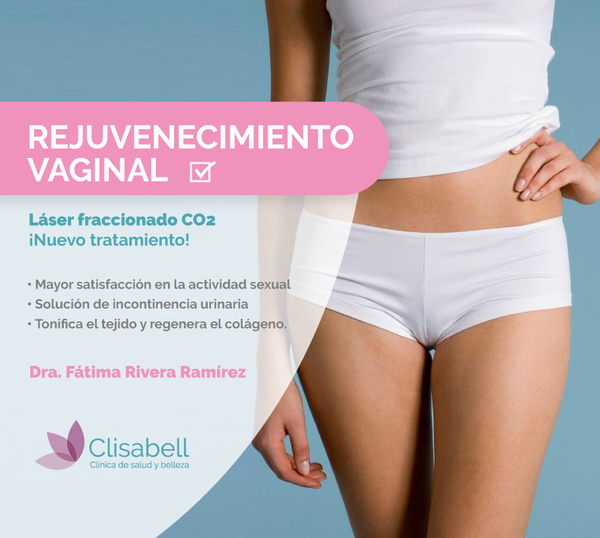 REJUVENECIMIENTO
VAGINAL
Láser fraccionado CO2
¡Nuevo tratamiento!
• Mayor satisfacción en la actividad sexual
• Solución de incontinencia urinaria
• Tonifica el tejido y regenera el colágeno.
Dra. Fátima Rivera Ramírez
Clisabell
Clínica de salud y belleza